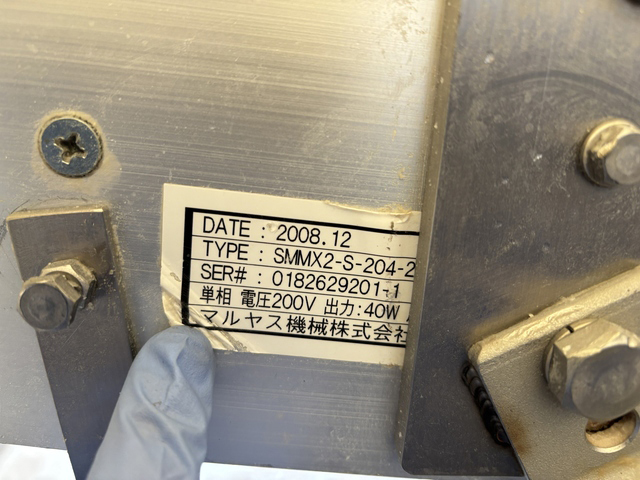 DATE : 2008.12
TYPE : SMMX2-S-204-2
SER# : 0182629201-1
単相 電圧200V 出力:40W
マルヤス機械株式会社